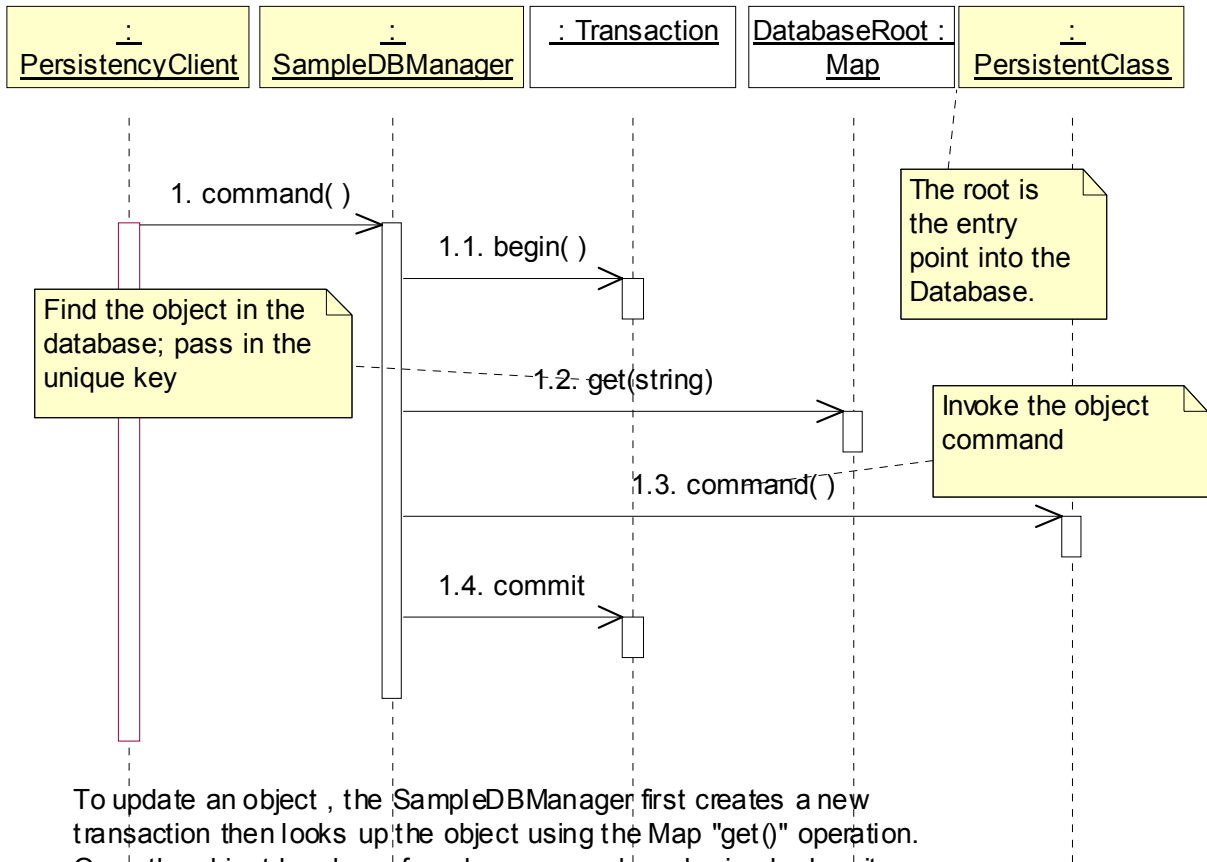 :
PersistencyClient
:
SampleDBManager
: Transaction
DatabaseRoot :
Map
:
PersistentClass
1. command( )
1.1. begin( )
The root is
the entry
point into the
Database.
Find the object in the
database; pass in the
unique key
1.2. get(string)
Invoke the object
command
1.3. command( )
1.4. commit
To update an object , the SampleDBManager first creates a new
transaction then looks up the object using the Map "get()" operation.